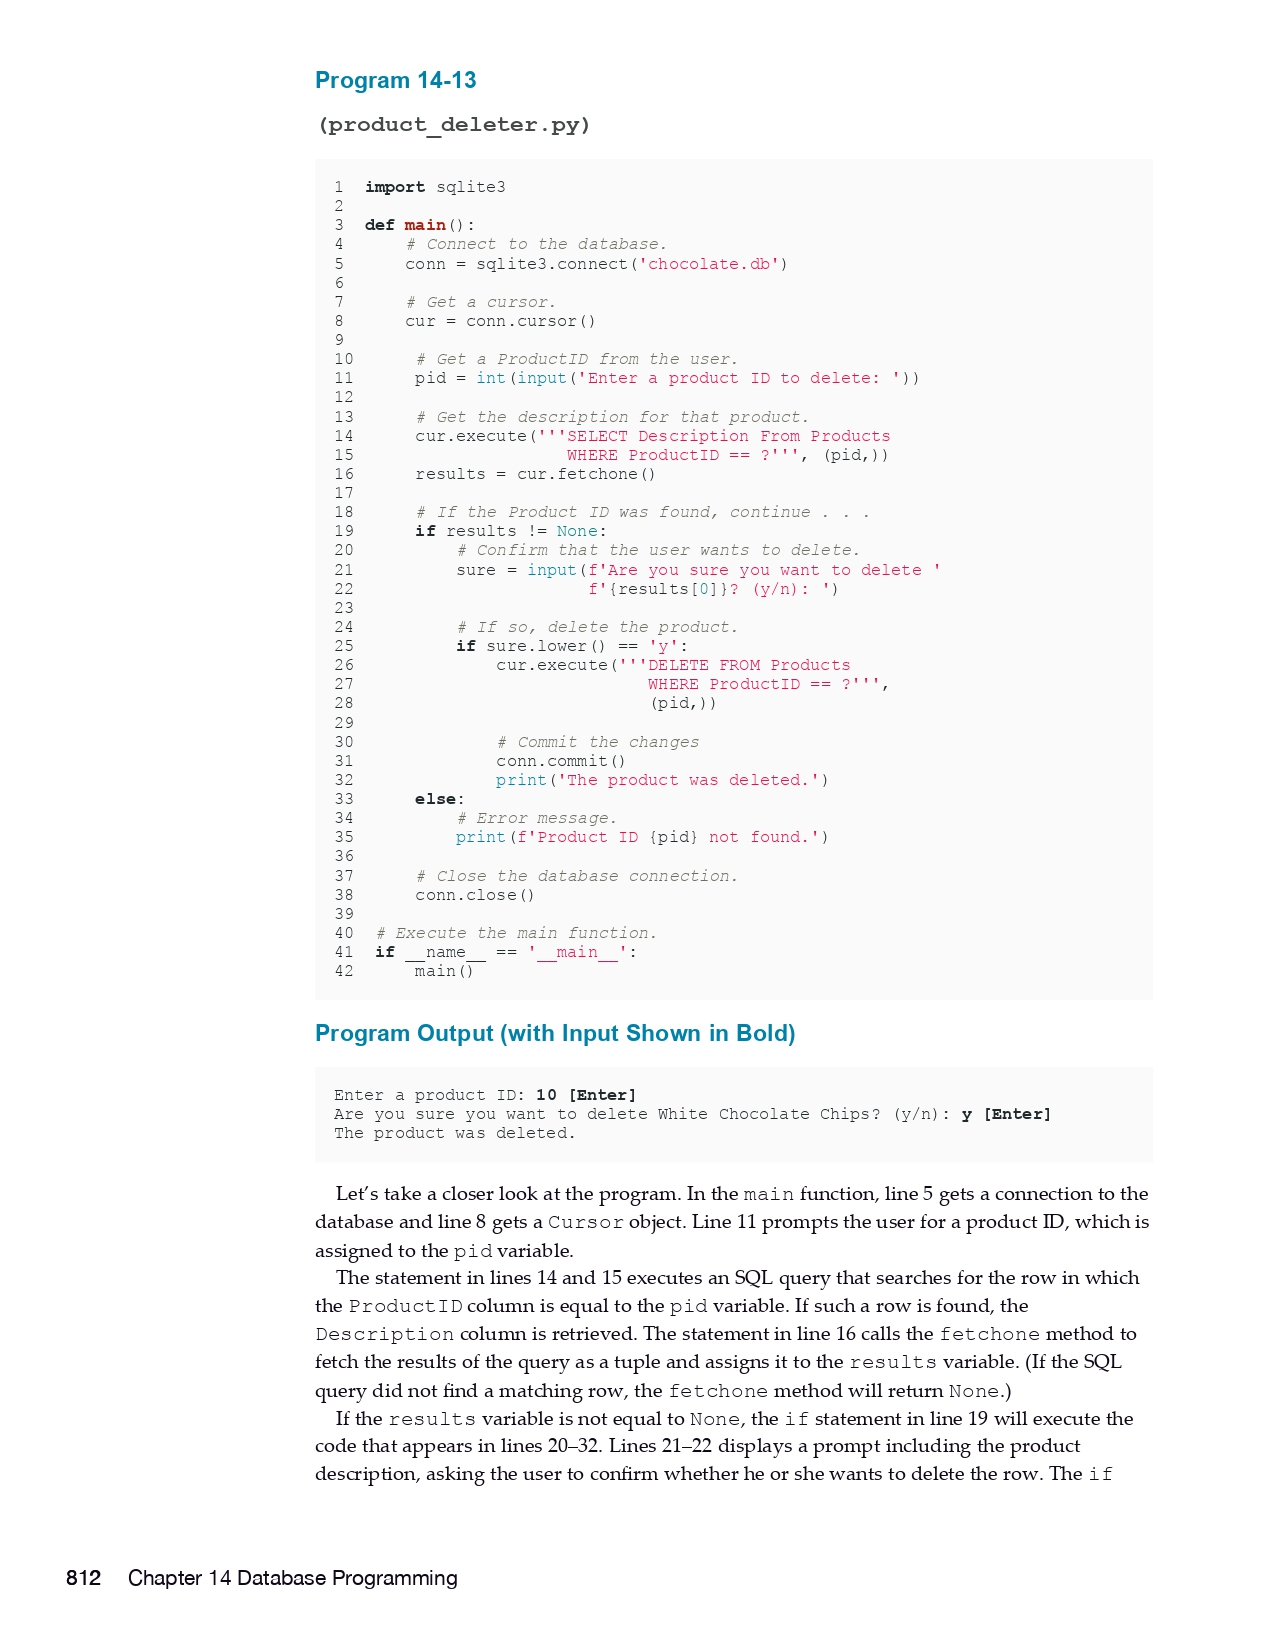 Program 14-13
(product_deleter.py)
1  import sqlite3
2
3  def main():
4      # Connect to the database.
5      conn = sqlite3.connect('chocolate.db')
6
7      # Get a cursor.
8      cur = conn.cursor()
9
10      # Get a ProductID from the user.
11      pid = int(input('Enter a product ID to delete: '))
12
13      # Get the description for that product.
14      cur.execute('''SELECT Description From Products
15                     WHERE ProductID == ?''', (pid,))
16      results = cur.fetchone()
17
18      # If the Product ID was found, continue . . .
19      if results != None:
20          # Confirm that the user wants to delete.
21          sure = input(f'Are you sure you want to delete '
22                       f'{results[0]}? (y/n): ')
23
24          # If so, delete the product.
25          if sure.lower() == 'y':
26              cur.execute('''DELETE FROM Products
27                             WHERE ProductID == ?''',
28                             (pid,))
29
30              # Commit the changes
31              conn.commit()
32              print('The product was deleted.')
33      else:
34          # Error message.
35          print(f'Product ID {pid} not found.')
36
37      # Close the database connection.
38      conn.close()
39
40  # Execute the main function.
41  if __name__ == '__main__':
42      main()
Program Output (with Input Shown in Bold)
Enter a product ID: 10 [Enter]
Are you sure you want to delete White Chocolate Chips? (y/n): y [Enter]
The product was deleted.
Let’s take a closer look at the program. In the main function, line 5 gets a connection to the
database and line 8 gets a Cursor object. Line 11 prompts the user for a product ID, which is
assigned to the pid variable.
The statement in lines 14 and 15 executes an SQL query that searches for the row in which
the ProductID column is equal to the pid variable. If such a row is found, the
Description column is retrieved. The statement in line 16 calls the fetchone method to
fetch the results of the query as a tuple and assigns it to the results variable. (If the SQL
query did not find a matching row, the fetchone method will return None.)
If the results variable is not equal to None, the if statement in line 19 will execute the
code that appears in lines 20–32. Lines 21–22 displays a prompt including the product
description, asking the user to confirm whether he or she wants to delete the row. The if
812 Chapter 14 Database Programming